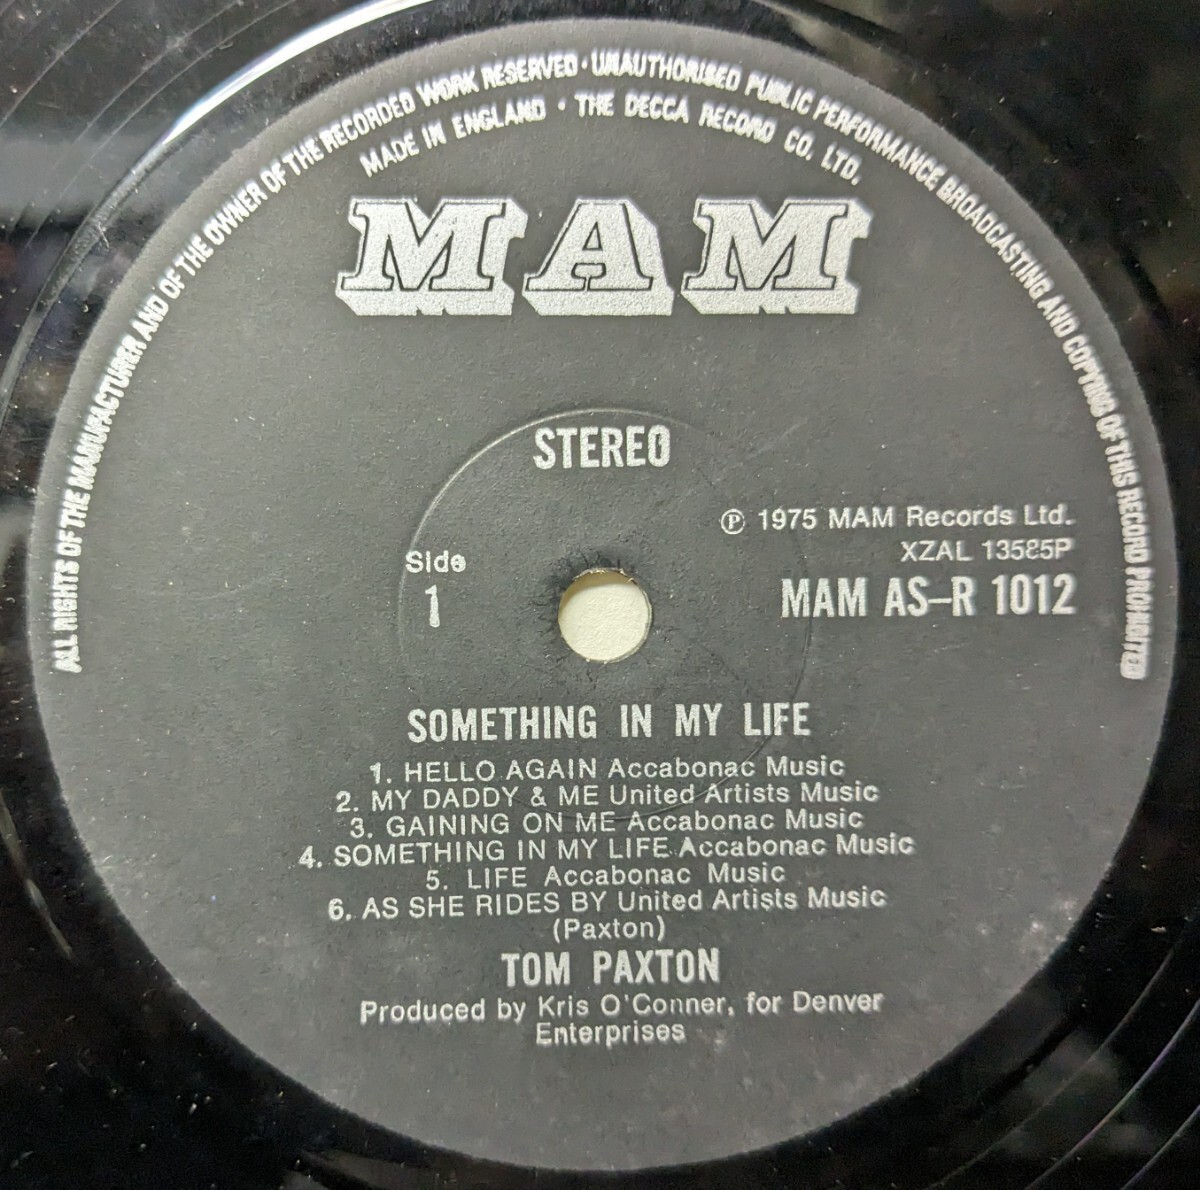 ALL RIGHTS OF THE MANUFACTURER AND OF THE OWNER OF THE RECORDED WORK RESERVED · UNAUTHORISED PUBLIC PERFORMANCE BROADCASTING AND COPYING OF THIS RECORD PROHIBITED
MADE IN ENGLAND · THE DECCA RECORD CO. LTD.
MAM
STEREO
Ⓟ 1975 MAM Records Ltd.
XZAL 13585P
MAM AS–R 1012
Side
1
SOMETHING IN MY LIFE
1. HELLO AGAIN Accabonac Music
2. MY DADDY & ME United Artists Music
3. GAINING ON ME Accabonac Music
4. SOMETHING IN MY LIFE Accabonac Music
5. LIFE Accabonac Music
6. AS SHE RIDES BY United Artists Music
(Paxton)
TOM PAXTON
Produced by Kris O'Conner, for Denver
Enterprises